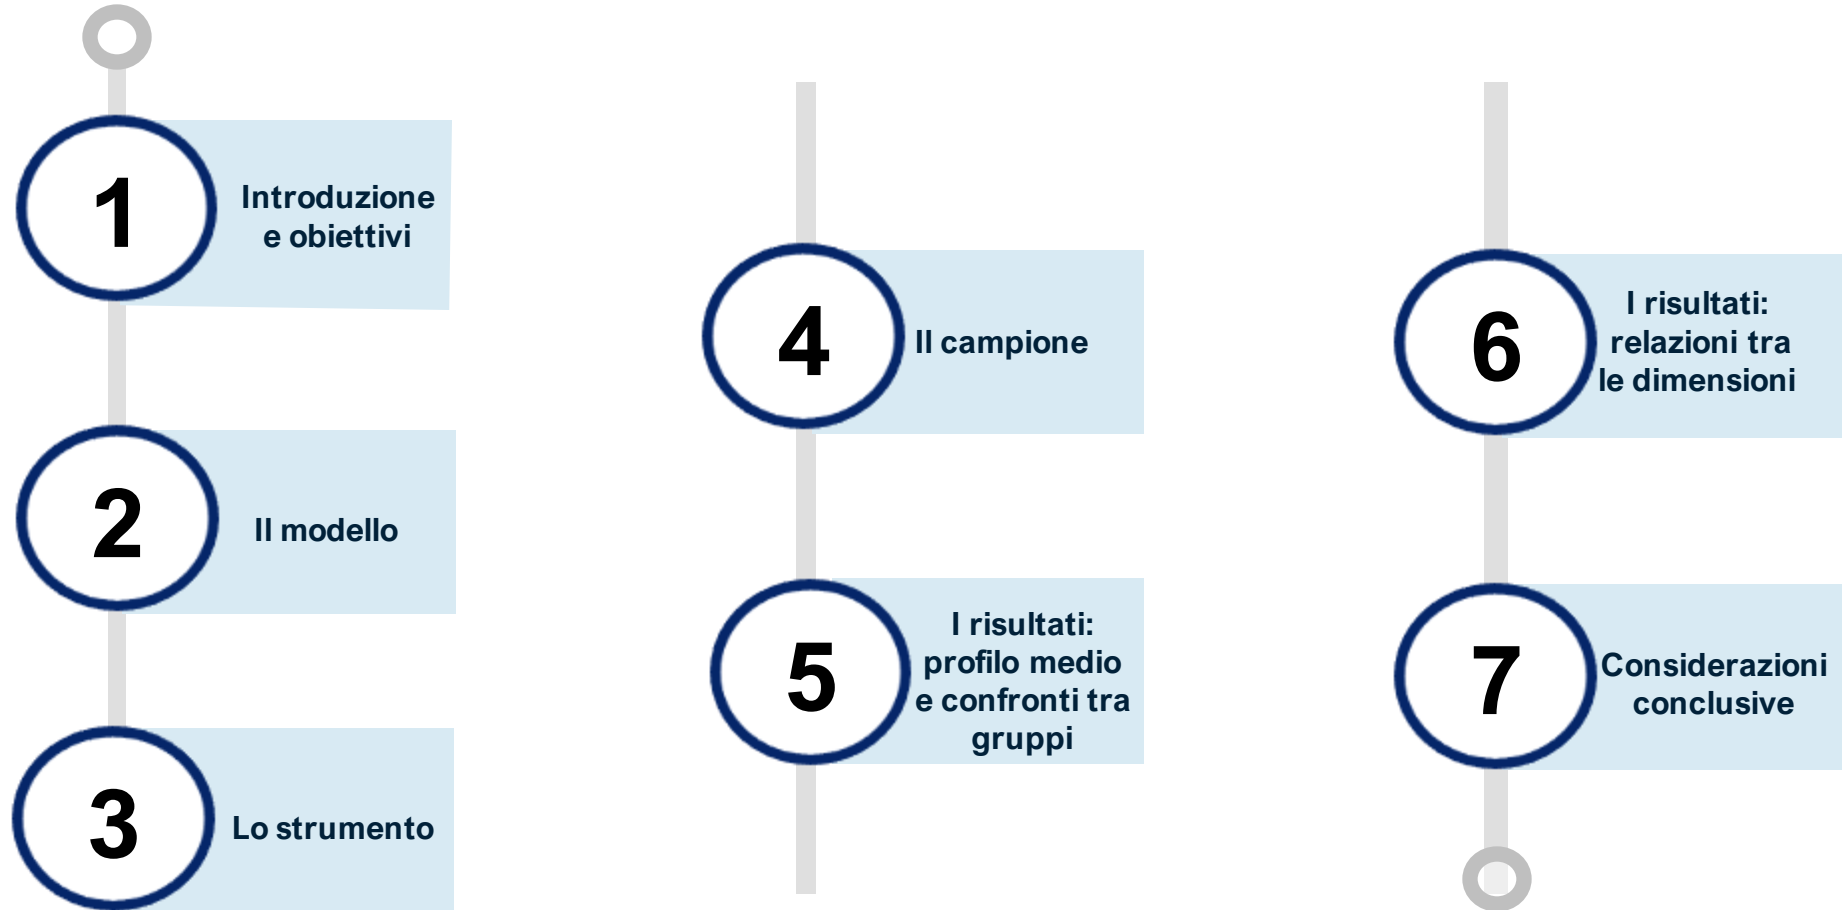 1
Introduzione
e obiettivi
2
Il modello
3
Lo strumento
4
Il campione
5
I risultati:
profilo medio
e confronti tra
gruppi
6
I risultati:
relazioni tra
le dimensioni
7
Considerazioni
conclusive